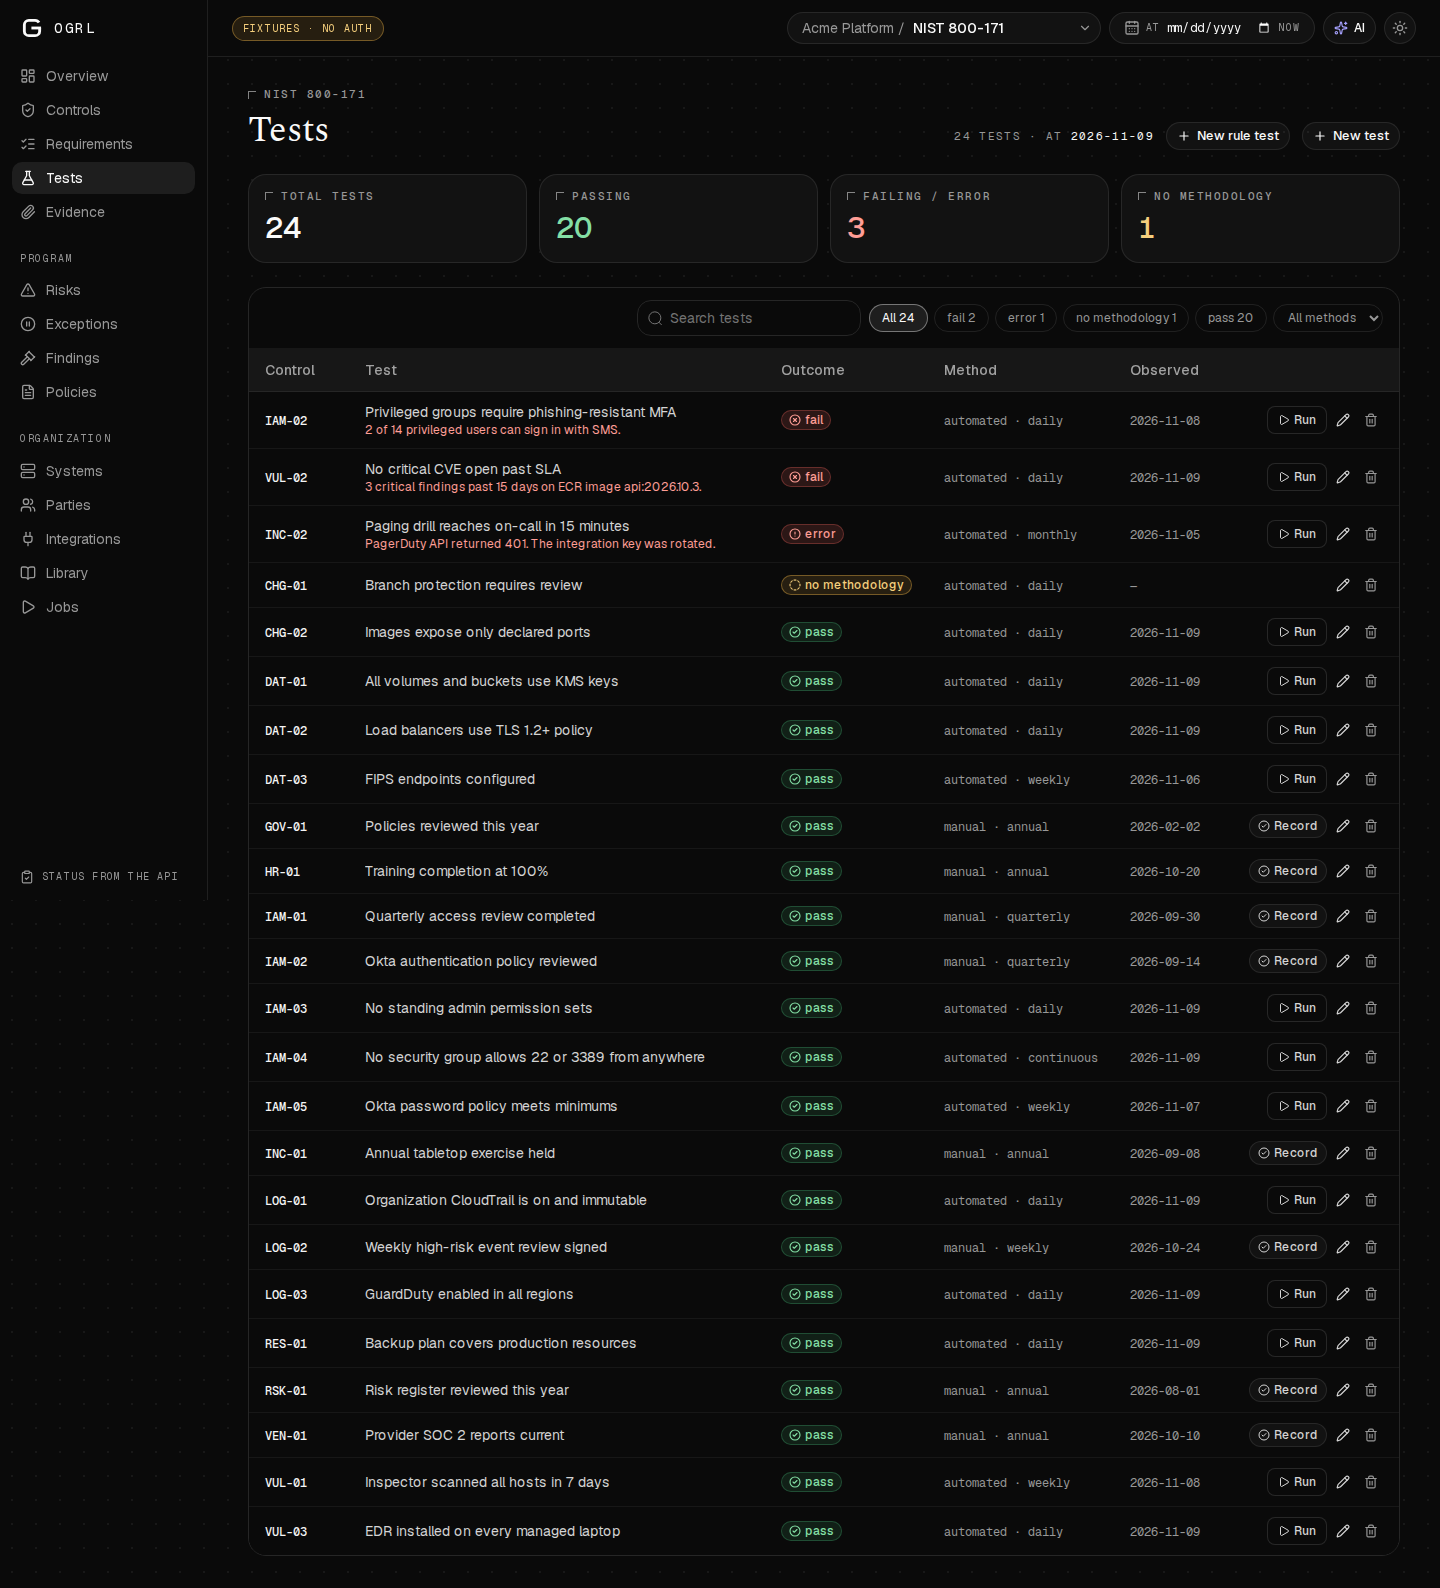 OGRL
FIXTURES · NO AUTH
Acme Platform / NIST 800-171
AT mm/dd/yyyy NOW
AI
Overview
Controls
Requirements
Tests
Evidence
PROGRAM
Risks
Exceptions
Findings
Policies
ORGANIZATION
Systems
Parties
Integrations
Library
Jobs
STATUS FROM THE API
NIST 800-171
Tests
24 TESTS · AT 2026-11-09
New rule test
New test
TOTAL TESTS
24
PASSING
20
FAILING / ERROR
3
NO METHODOLOGY
1
Search tests
All 24
fail 2
error 1
no methodology 1
pass 20
All methods
Control Test Outcome Method Observed
IAM-02 Privileged groups require phishing-resistant MFA fail automated · daily 2026-11-08 Run
2 of 14 privileged users can sign in with SMS.
VUL-02 No critical CVE open past SLA fail automated · daily 2026-11-09 Run
3 critical findings past 15 days on ECR image api:2026.10.3.
INC-02 Paging drill reaches on-call in 15 minutes error automated · monthly 2026-11-05 Run
PagerDuty API returned 401. The integration key was rotated.
CHG-01 Branch protection requires review no methodology automated · daily –
CHG-02 Images expose only declared ports pass automated · daily 2026-11-09 Run
DAT-01 All volumes and buckets use KMS keys pass automated · daily 2026-11-09 Run
DAT-02 Load balancers use TLS 1.2+ policy pass automated · daily 2026-11-09 Run
DAT-03 FIPS endpoints configured pass automated · weekly 2026-11-06 Run
GOV-01 Policies reviewed this year pass manual · annual 2026-02-02 Record
HR-01 Training completion at 100% pass manual · annual 2026-10-20 Record
IAM-01 Quarterly access review completed pass manual · quarterly 2026-09-30 Record
IAM-02 Okta authentication policy reviewed pass manual · quarterly 2026-09-14 Record
IAM-03 No standing admin permission sets pass automated · daily 2026-11-09 Run
IAM-04 No security group allows 22 or 3389 from anywhere pass automated · continuous 2026-11-09 Run
IAM-05 Okta password policy meets minimums pass automated · weekly 2026-11-07 Run
INC-01 Annual tabletop exercise held pass manual · annual 2026-09-08 Record
LOG-01 Organization CloudTrail is on and immutable pass automated · daily 2026-11-09 Run
LOG-02 Weekly high-risk event review signed pass manual · weekly 2026-10-24 Record
LOG-03 GuardDuty enabled in all regions pass automated · daily 2026-11-09 Run
RES-01 Backup plan covers production resources pass automated · daily 2026-11-09 Run
RSK-01 Risk register reviewed this year pass manual · annual 2026-08-01 Record
VEN-01 Provider SOC 2 reports current pass manual · annual 2026-10-10 Record
VUL-01 Inspector scanned all hosts in 7 days pass automated · weekly 2026-11-08 Run
VUL-03 EDR installed on every managed laptop pass automated · daily 2026-11-09 Run